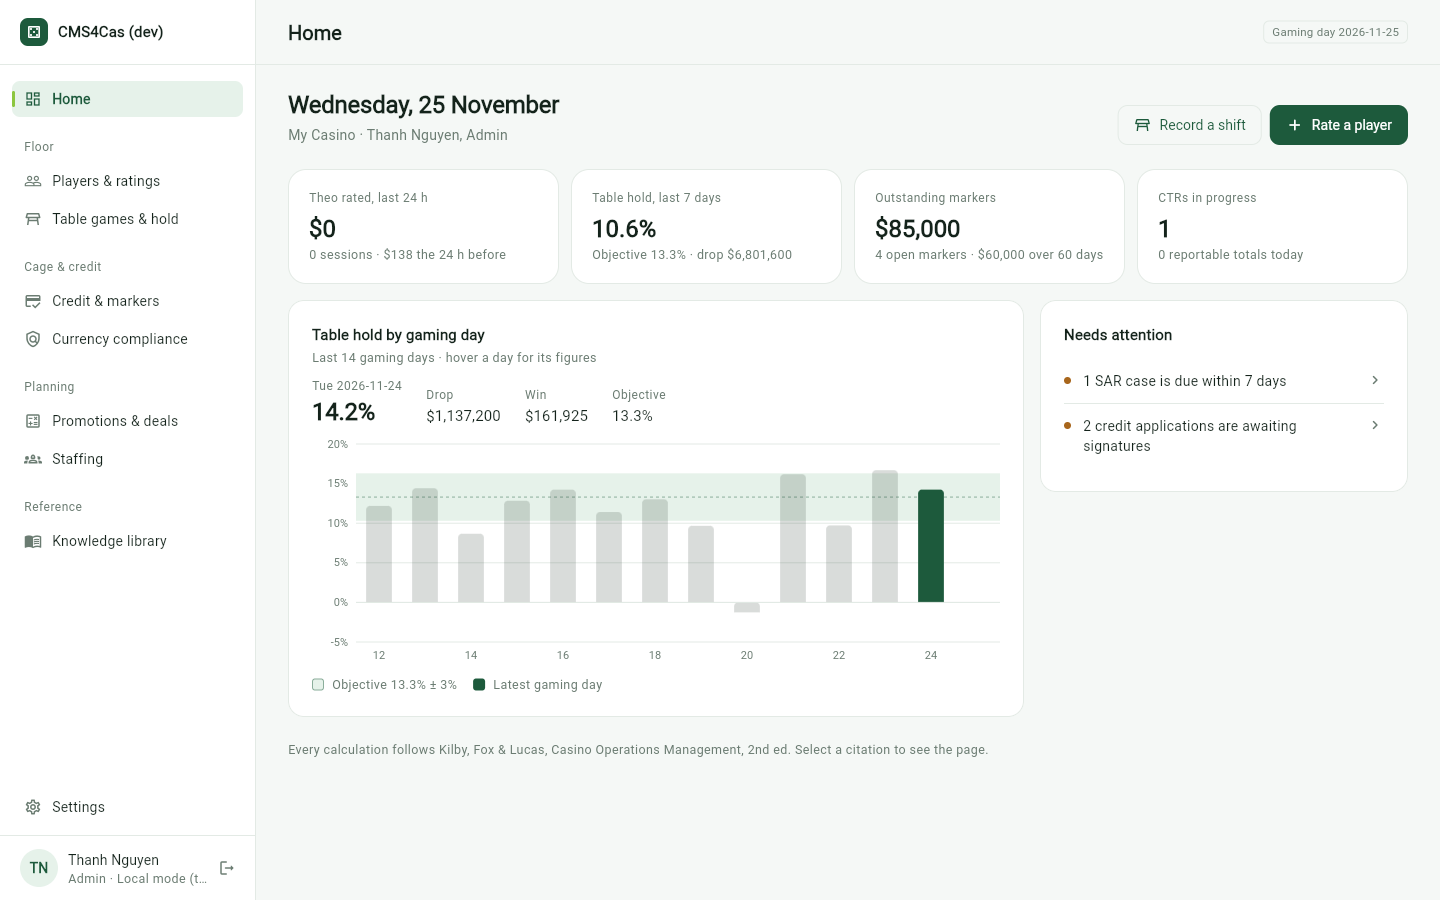 CMS4Cas (dev)
Home
Gaming day 2026-11-25
Home
Floor
Players & ratings
Table games & hold
Cage & credit
Credit & markers
Currency compliance
Planning
Promotions & deals
Staffing
Reference
Knowledge library
Settings
TN
Thanh Nguyen
Admin · Local mode (t…
Wednesday, 25 November
My Casino · Thanh Nguyen, Admin
Record a shift
Rate a player
Theo rated, last 24 h
$0
0 sessions · $138 the 24 h before
Table hold, last 7 days
10.6%
Objective 13.3% · drop $6,801,600
Outstanding markers
$85,000
4 open markers · $60,000 over 60 days
CTRs in progress
1
0 reportable totals today
Table hold by gaming day
Last 14 gaming days · hover a day for its figures
Tue 2026-11-24
14.2%
Drop
$1,137,200
Win
$161,925
Objective
13.3%
20%
15%
10%
5%
0%
-5%
12 14 16 18 20 22 24
Objective 13.3% ± 3%
Latest gaming day
Needs attention
1 SAR case is due within 7 days
2 credit applications are awaiting
signatures
Every calculation follows Kilby, Fox & Lucas, Casino Operations Management, 2nd ed. Select a citation to see the page.